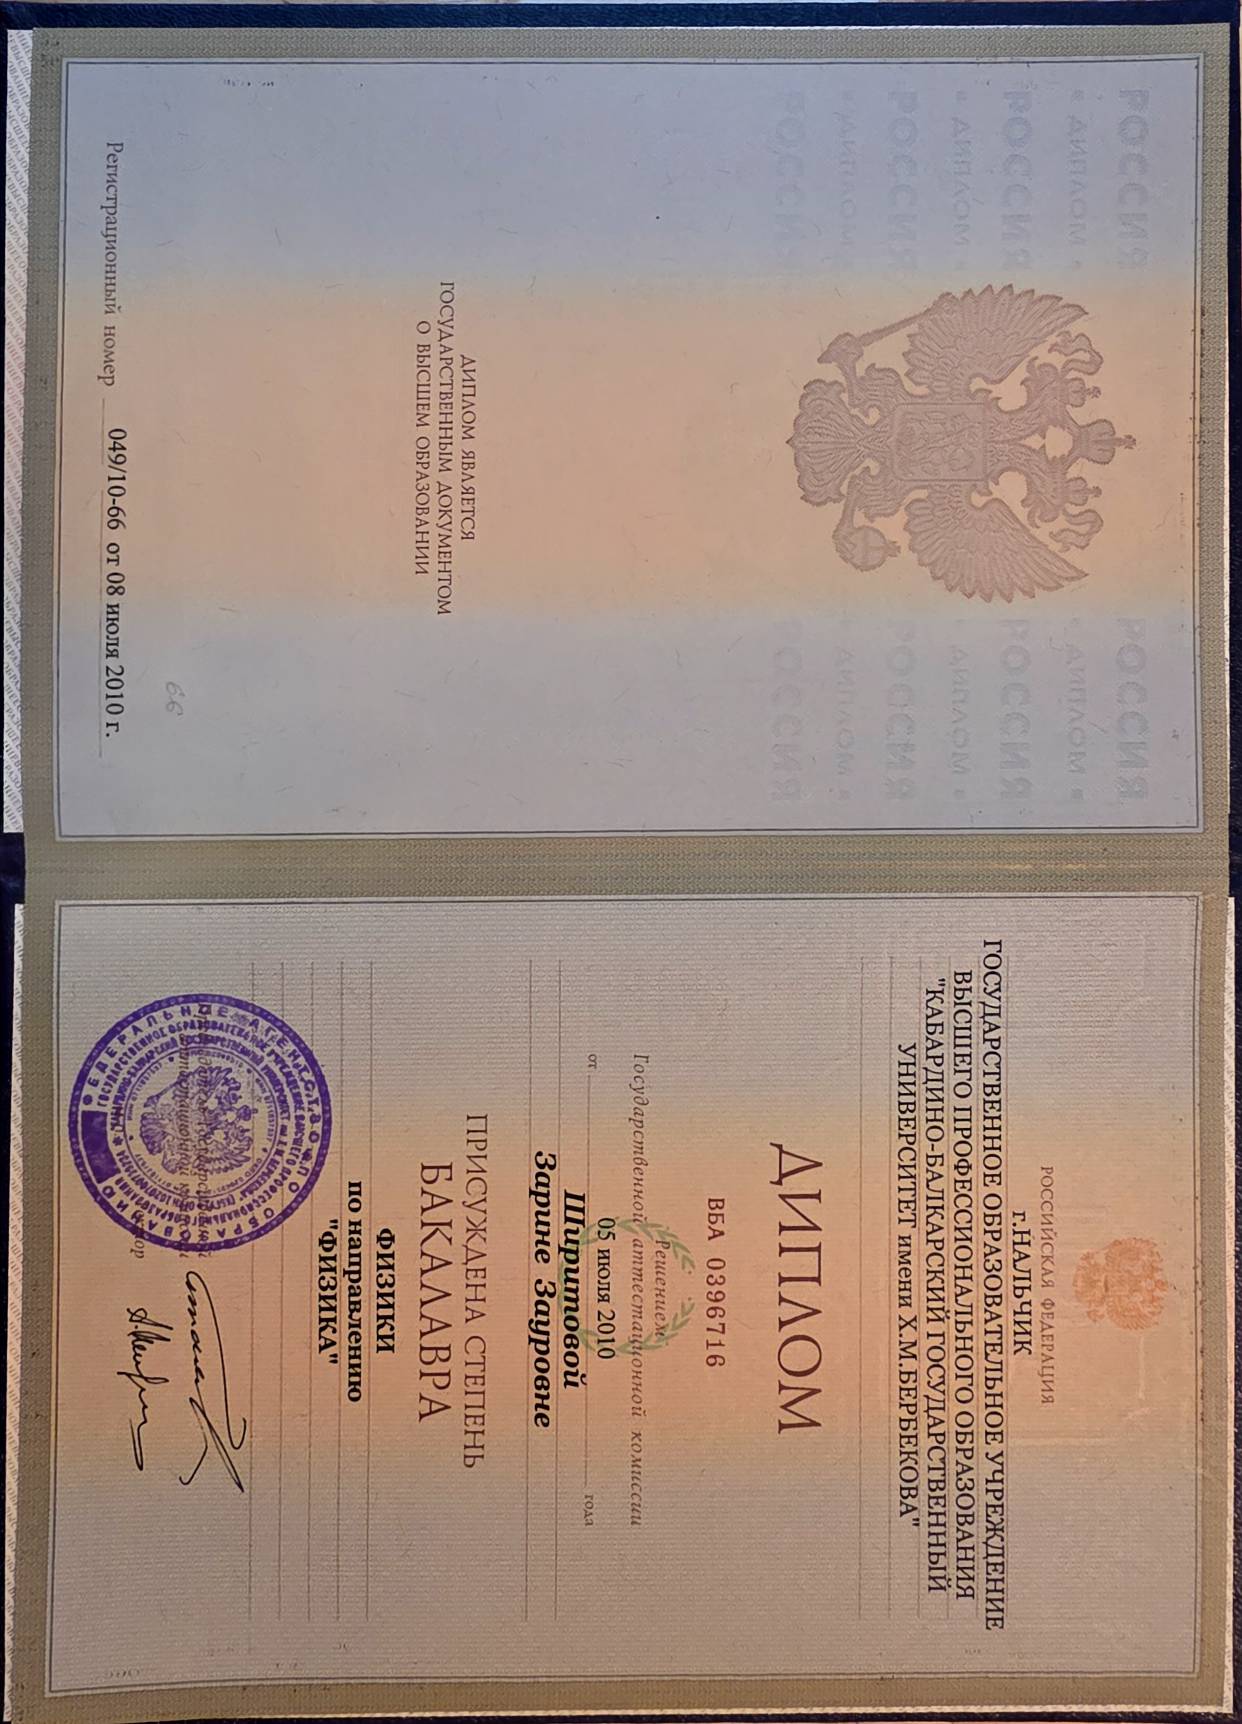 РОССИЯ РОССИЯ
• ДИПЛОМ • • ДИПЛОМ •
РОССИЯ РОССИЯ
• ДИПЛОМ • • ДИПЛОМ •
РОССИЯ РОССИЯ
• ДИПЛОМ • • ДИПЛОМ •
РОССИЯ РОССИЯ
ДИПЛОМ ЯВЛЯЕТСЯ
ГОСУДАРСТВЕННЫМ ДОКУМЕНТОМ
О ВЫСШЕМ ОБРАЗОВАНИИ
66
Регистрационный номер 049/10-66 от 08 июля 2010 г.
РОССИЙСКАЯ ФЕДЕРАЦИЯ
г.НАЛЬЧИК
ГОСУДАРСТВЕННОЕ ОБРАЗОВАТЕЛЬНОЕ УЧРЕЖДЕНИЕ
ВЫСШЕГО ПРОФЕССИОНАЛЬНОГО ОБРАЗОВАНИЯ
"КАБАРДИНО-БАЛКАРСКИЙ ГОСУДАРСТВЕННЫЙ
УНИВЕРСИТЕТ имени Х.М.БЕРБЕКОВА"
ДИПЛОМ
ВБА 0396716
Решением
Государственной аттестационной комиссии
от 05 июля 2010 года
Ширитовой
Зарине Зауровне
ПРИСУЖДЕНА СТЕПЕНЬ
БАКАЛАВРА
ФИЗИКИ
по направлению
"ФИЗИКА"